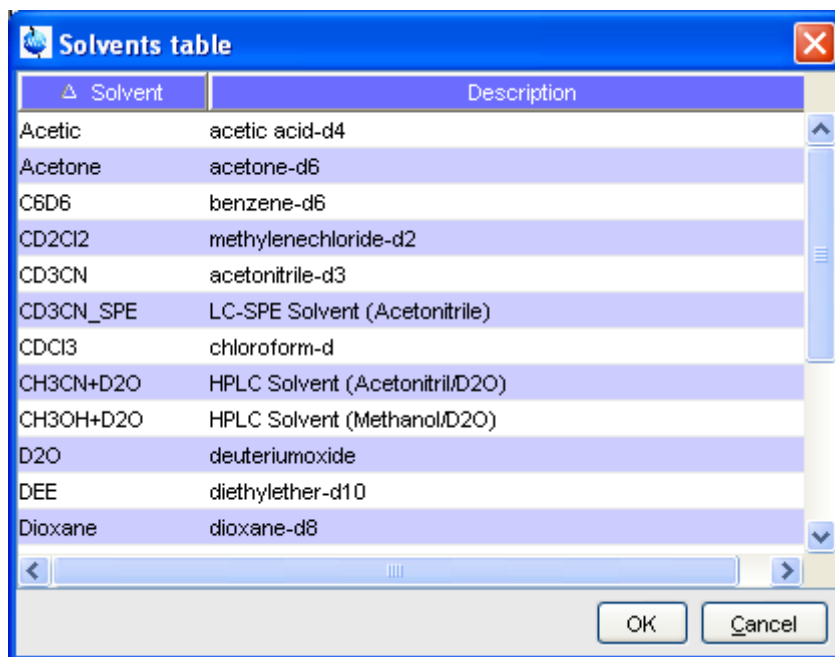 Solvents table
Solvent Description
Acetic acetic acid-d4
Acetone acetone-d6
C6D6 benzene-d6
CD2Cl2 methylenechloride-d2
CD3CN acetonitrile-d3
CD3CN_SPE LC-SPE Solvent (Acetonitrile)
CDCl3 chloroform-d
CH3CN+D2O HPLC Solvent (Acetonitril/D2O)
CH3OH+D2O HPLC Solvent (Methanol/D2O)
D2O deuteriumoxide
DEE diethylether-d10
Dioxane dioxane-d8
OK Cancel